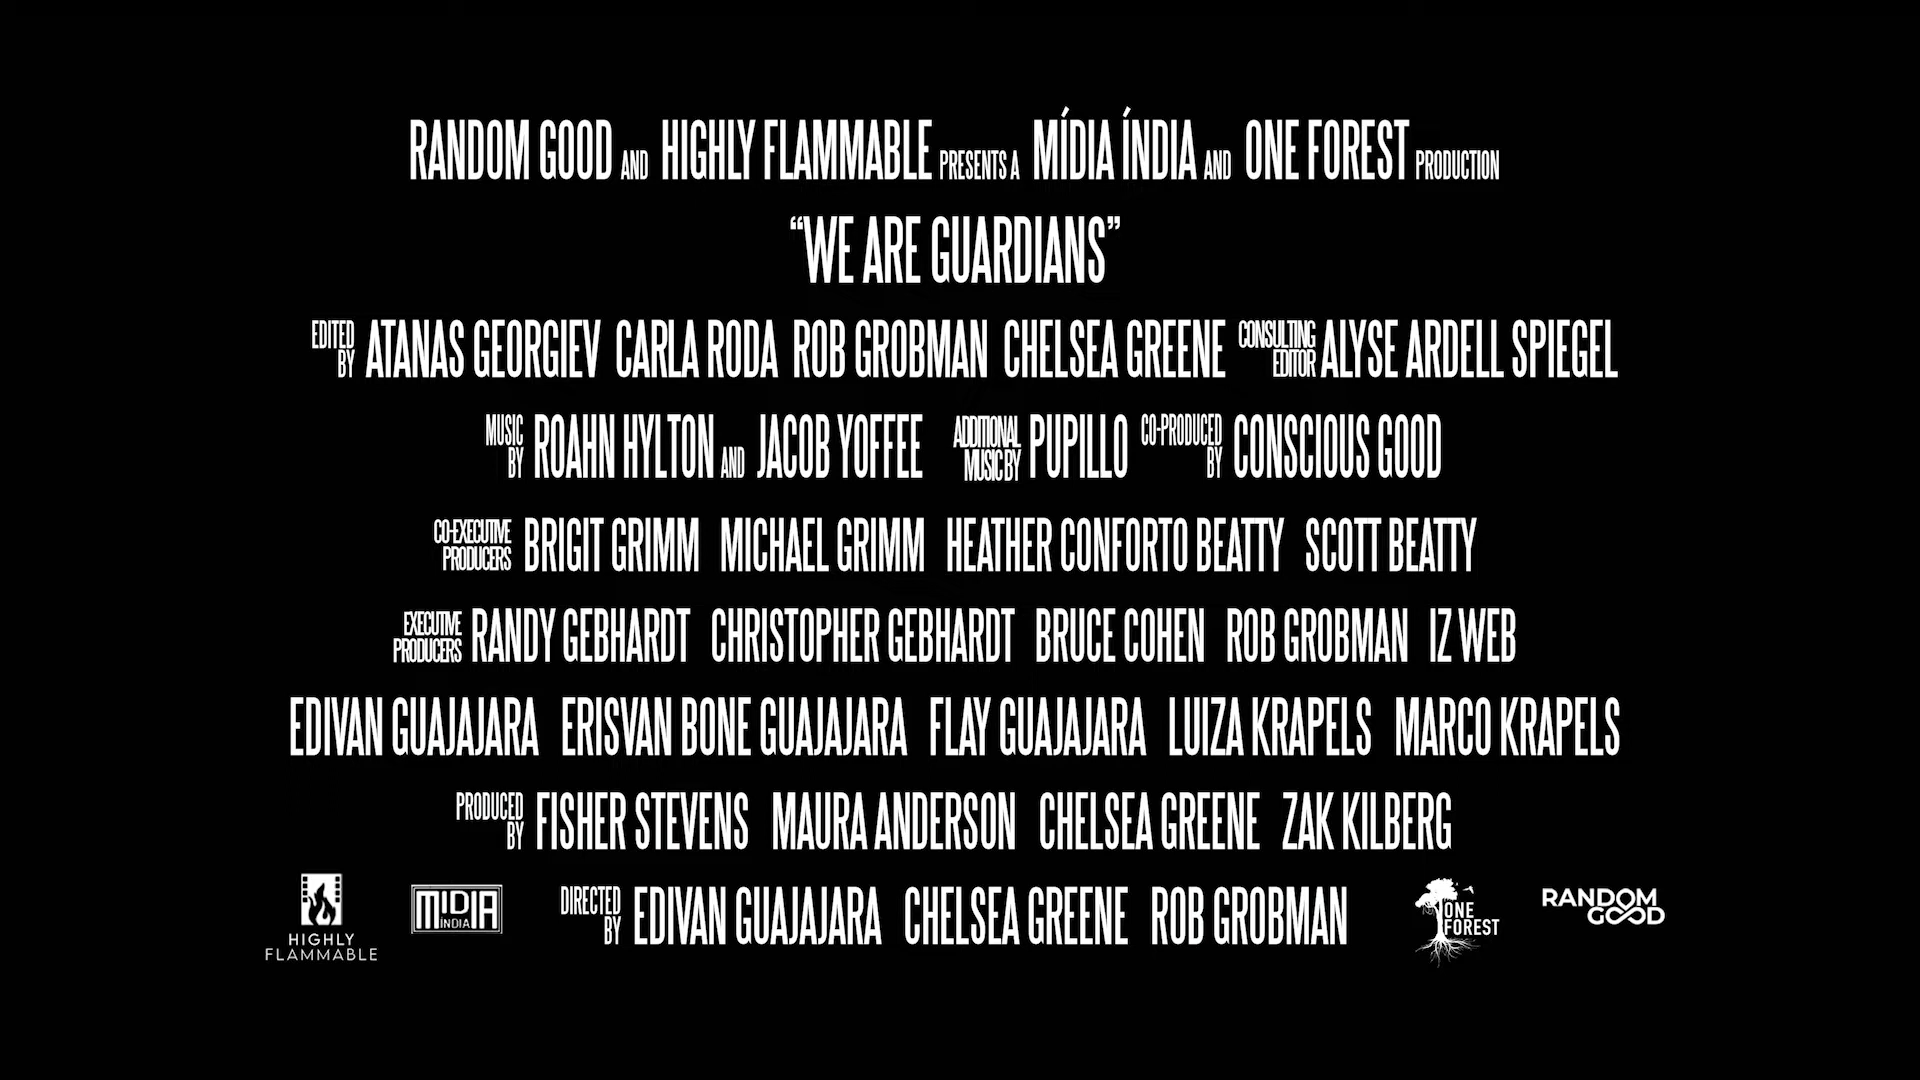 RANDOM GOOD AND HIGHLY FLAMMABLE PRESENTS A MÍDIA ÍNDIA AND ONE FOREST PRODUCTION
“WE ARE GUARDIANS”
EDITED BY ATANAS GEORGIEV CARLA RODA ROB GROBMAN CHELSEA GREENE CONSULTING EDITOR ALYSE ARDELL SPIEGEL
MUSIC BY ROAHN HYLTON AND JACOB YOFFEE ADDITIONAL MUSIC BY PUPILLO CO-PRODUCED BY CONSCIOUS GOOD
CO-EXECUTIVE PRODUCERS BRIGIT GRIMM MICHAEL GRIMM HEATHER CONFORTO BEATTY SCOTT BEATTY
EXECUTIVE PRODUCERS RANDY GEBHARDT CHRISTOPHER GEBHARDT BRUCE COHEN ROB GROBMAN IZ WEB
EDIVAN GUAJAJARA ERISVAN BONE GUAJAJARA FLAY GUAJAJARA LUIZA KRAPELS MARCO KRAPELS
PRODUCED BY FISHER STEVENS MAURA ANDERSON CHELSEA GREENE ZAK KILBERG
HIGHLY FLAMMABLE
MIDIA INDIA
DIRECTED BY EDIVAN GUAJAJARA CHELSEA GREENE ROB GROBMAN
ONE FOREST
RANDOM GOOD